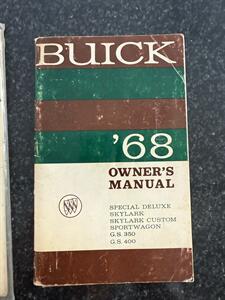 BUICK
'68
OWNER'S
MANUAL
SPECIAL DELUXE
SKYLARK
SKYLARK CUSTOM
SPORTWAGON
G.S. 350
G.S. 400